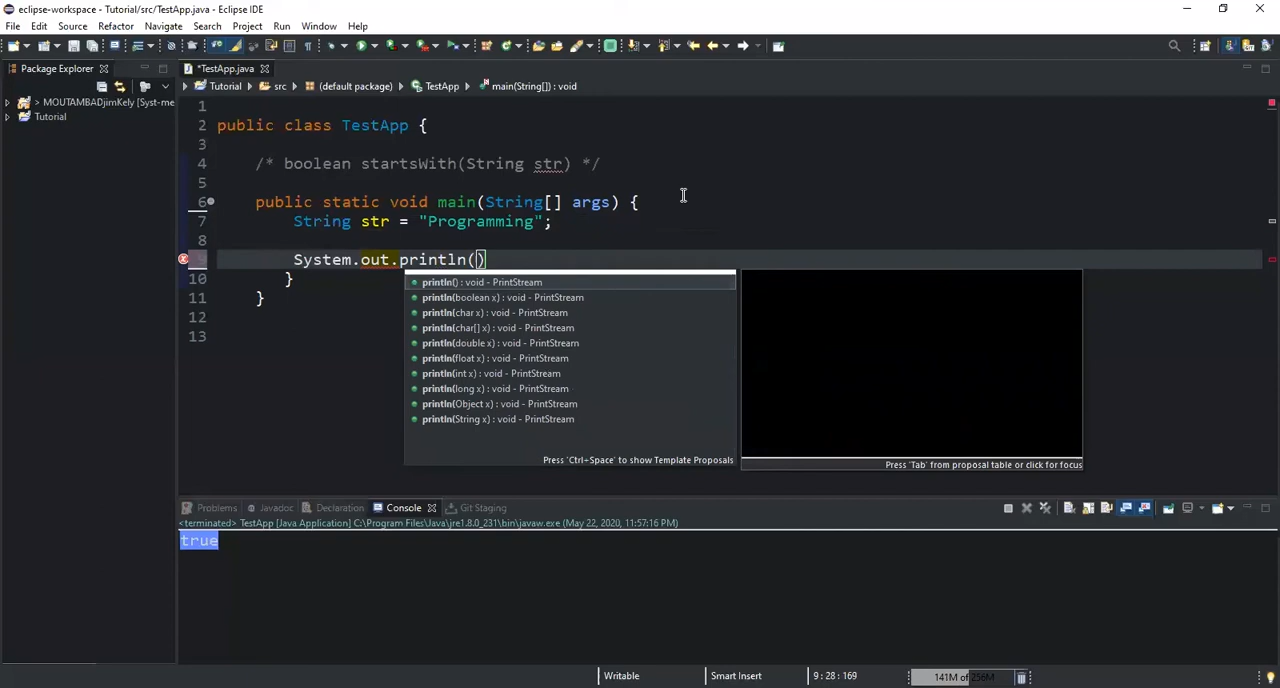 eclipse-workspace - Tutorial/src/TestApp.java - Eclipse IDE
File Edit Source Refactor Navigate Search Project Run Window Help
Package Explorer
*TestApp.java
Tutorial src (default package) TestApp main(String[]) : void
> MOUTAMBADjimKely [Syst-me
Tutorial
1
2 public class TestApp {
3
4 /* boolean startsWith(String str) */
5
6 public static void main(String[] args) {
7 String str = "Programming";
8
9 System.out.println()
10 }
11 }
12
13
println() : void - PrintStream
println(boolean x) : void - PrintStream
println(char x) : void - PrintStream
println(char[] x) : void - PrintStream
println(double x) : void - PrintStream
println(float x) : void - PrintStream
println(int x) : void - PrintStream
println(long x) : void - PrintStream
println(Object x) : void - PrintStream
println(String x) : void - PrintStream
Press 'Ctrl+Space' to show Template Proposals
Press 'Tab' from proposal table or click for focus
Problems Javadoc Declaration Console Git Staging
<terminated> TestApp [Java Application] C:\Program Files\Java\jre1.8.0_231\bin\javaw.exe (May 22, 2020, 11:57:16 PM)
true
Writable Smart Insert 9 : 28 : 169 141M of 256M